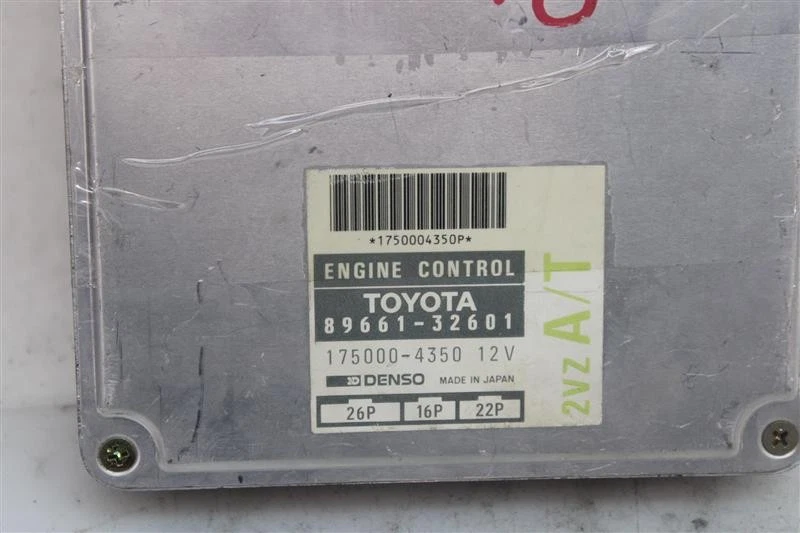 *1750004350P*
ENGINE CONTROL
TOYOTA
89661-32601
175000-4350 12V
DENSO MADE IN JAPAN
26P 16P 22P
2VZ A/T